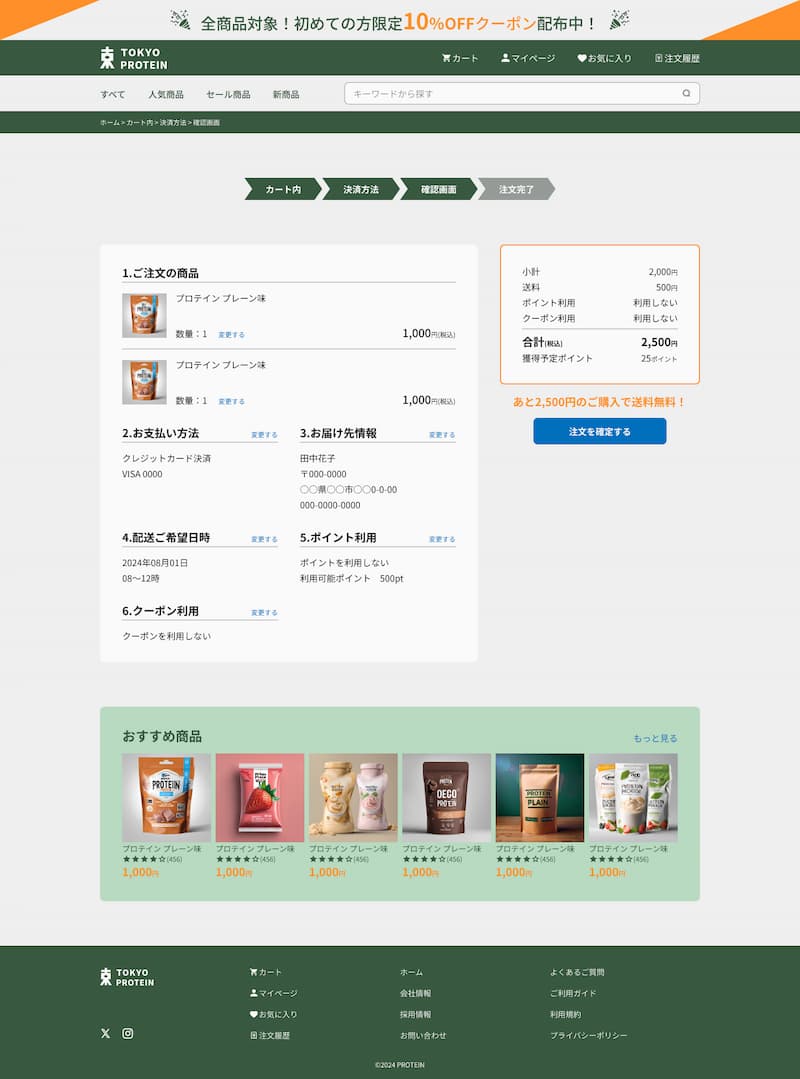 全商品対象！初めての方限定10%OFFクーポン配布中！
TOKYO
PROTEIN
カート
マイページ
お気に入り
注文履歴
すべて
人気商品
セール商品
新商品
キーワードから探す
ホーム > カート内 > 決済方法 > 確認画面
カート内
決済方法
確認画面
注文完了
1.ご注文の商品
プロテイン プレーン味
数量：1 変更する 1,000円(税込)
プロテイン プレーン味
数量：1 変更する 1,000円(税込)
2.お支払い方法 変更する
クレジットカード決済
VISA 0000
3.お届け先情報 変更する
田中花子
〒000-0000
〇〇県〇〇市〇〇0-0-00
000-0000-0000
4.配送ご希望日時 変更する
2024年08月01日
08〜12時
5.ポイント利用 変更する
ポイントを利用しない
利用可能ポイント　500pt
6.クーポン利用 変更する
クーポンを利用しない
小計 2,000円
送料 500円
ポイント利用 利用しない
クーポン利用 利用しない
合計(税込) 2,500円
獲得予定ポイント 25ポイント
あと2,500円のご購入で送料無料！
注文を確定する
おすすめ商品
もっと見る
PROTEIN
OEGO
PROTEIN
PROTEIN
PLAIN
プロテイン プレーン味
★★★★☆(456)
1,000円
プロテイン プレーン味
★★★★☆(456)
1,000円
プロテイン プレーン味
★★★★☆(456)
1,000円
プロテイン プレーン味
★★★★☆(456)
1,000円
プロテイン プレーン味
★★★★☆(456)
1,000円
プロテイン プレーン味
★★★★☆(456)
1,000円
TOKYO
PROTEIN
カート
マイページ
お気に入り
注文履歴
ホーム
会社情報
採用情報
お問い合わせ
よくあるご質問
ご利用ガイド
利用規約
プライバシーポリシー
©2024 PROTEIN